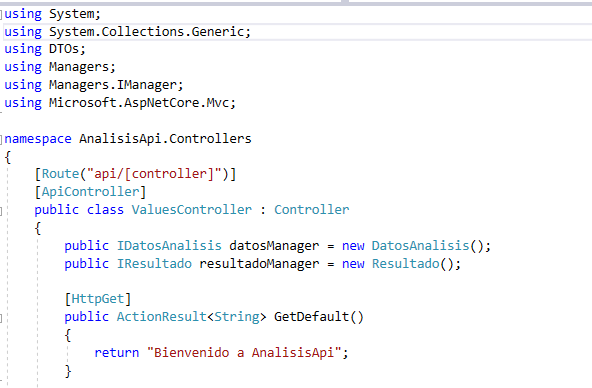 using System;
using System.Collections.Generic;
using DTOs;
using Managers;
using Managers.IManager;
using Microsoft.AspNetCore.Mvc;

namespace AnalisisApi.Controllers
{
    [Route("api/[controller]")]
    [ApiController]
    public class ValuesController : Controller
    {
        public IDatosAnalisis datosManager = new DatosAnalisis();
        public IResultado resultadoManager = new Resultado();

        [HttpGet]
        public ActionResult<String> GetDefault()
        {
            return "Bienvenido a AnalisisApi";
        }